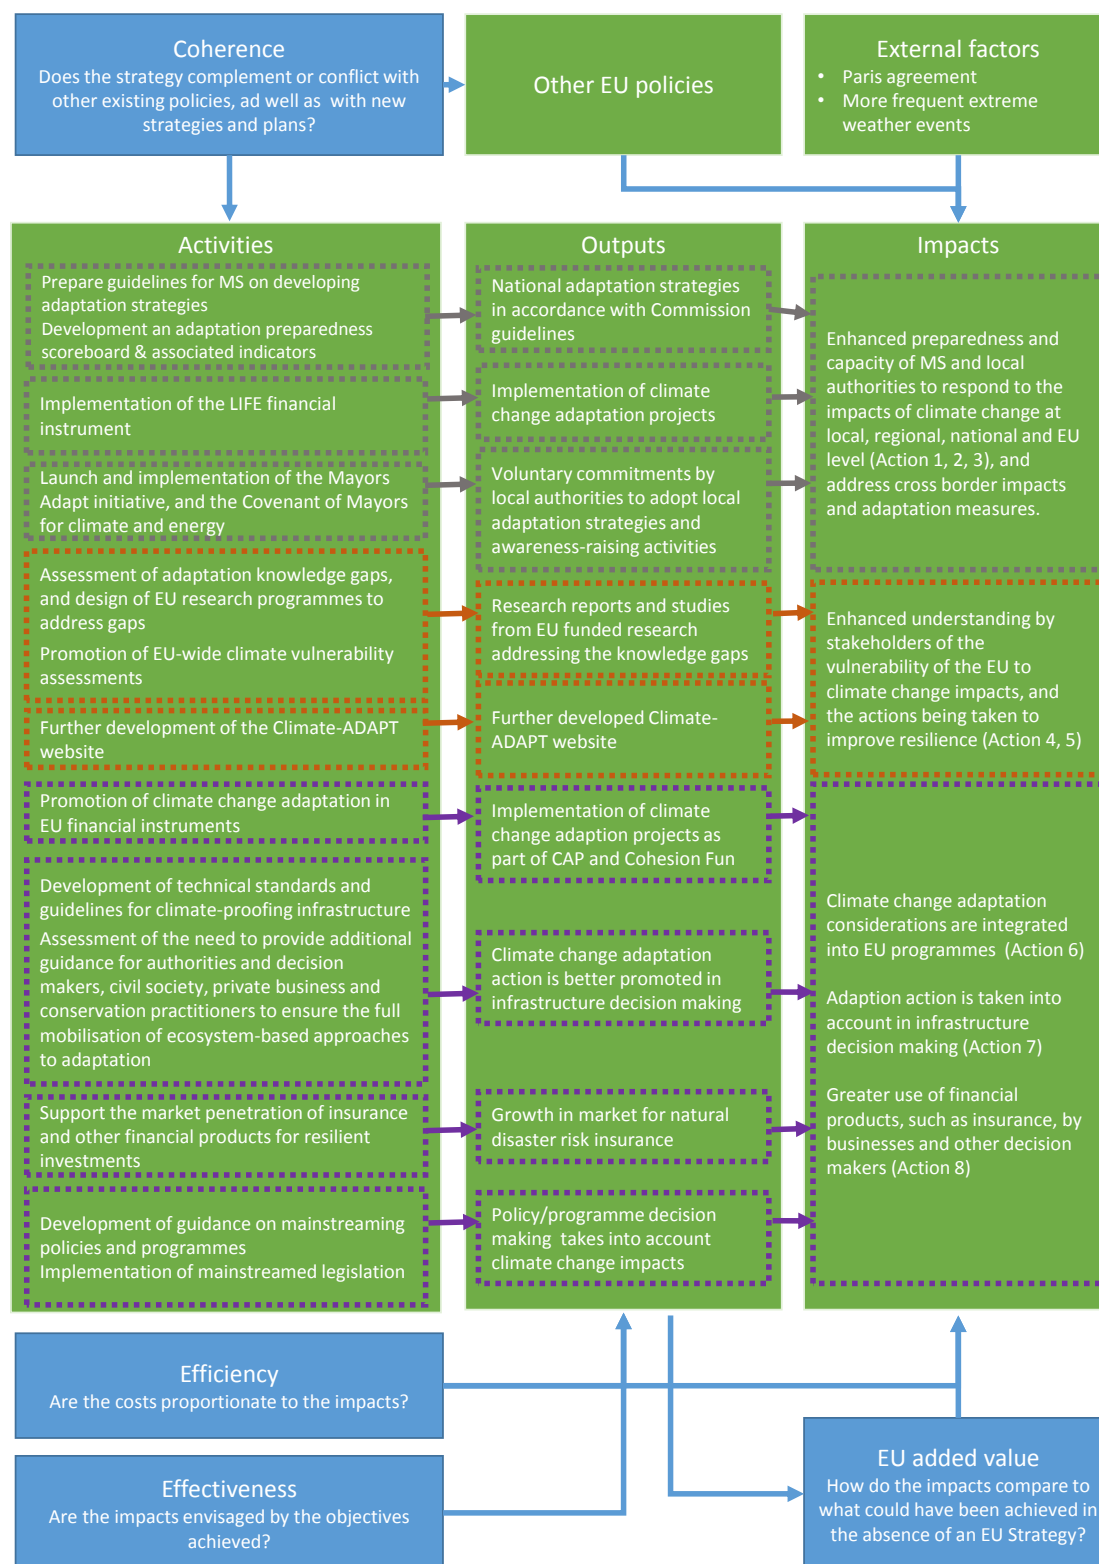 Coherence
Does the strategy complement or conflict with
other existing policies, ad well as with new
strategies and plans?
Other EU policies
External factors
• Paris agreement
• More frequent extreme
weather events
Activities
Prepare guidelines for MS on developing
adaptation strategies
Development an adaptation preparedness
scoreboard & associated indicators
Implementation of the LIFE financial
instrument
Launch and implementation of the Mayors
Adapt initiative, and the Covenant of Mayors
for climate and energy
Assessment of adaptation knowledge gaps,
and design of EU research programmes to
address gaps
Promotion of EU-wide climate vulnerability
assessments
Further development of the Climate-ADAPT
website
Promotion of climate change adaptation in
EU financial instruments
Development of technical standards and
guidelines for climate-proofing infrastructure
Assessment of the need to provide additional
guidance for authorities and decision
makers, civil society, private business and
conservation practitioners to ensure the full
mobilisation of ecosystem-based approaches
to adaptation
Support the market penetration of insurance
and other financial products for resilient
investments
Development of guidance on mainstreaming
policies and programmes
Implementation of mainstreamed legislation
Outputs
National adaptation strategies
in accordance with Commission
guidelines
Implementation of climate
change adaptation projects
Voluntary commitments by
local authorities to adopt local
adaptation strategies and
awareness-raising activities
Research reports and studies
from EU funded research
addressing the knowledge gaps
Further developed Climate-
ADAPT website
Implementation of climate
change adaption projects as
part of CAP and Cohesion Fun
Climate change adaptation
action is better promoted in
infrastructure decision making
Growth in market for natural
disaster risk insurance
Policy/programme decision
making takes into account
climate change impacts
Impacts
Enhanced preparedness and
capacity of MS and local
authorities to respond to the
impacts of climate change at
local, regional, national and EU
level (Action 1, 2, 3), and
address cross border impacts
and adaptation measures.
Enhanced understanding by
stakeholders of the
vulnerability of the EU to
climate change impacts, and
the actions being taken to
improve resilience (Action 4, 5)
Climate change adaptation
considerations are integrated
into EU programmes (Action 6)
Adaption action is taken into
account in infrastructure
decision making (Action 7)
Greater use of financial
products, such as insurance, by
businesses and other decision
makers (Action 8)
Efficiency
Are the costs proportionate to the impacts?
Effectiveness
Are the impacts envisaged by the objectives
achieved?
EU added value
How do the impacts compare to
what could have been achieved in
the absence of an EU Strategy?